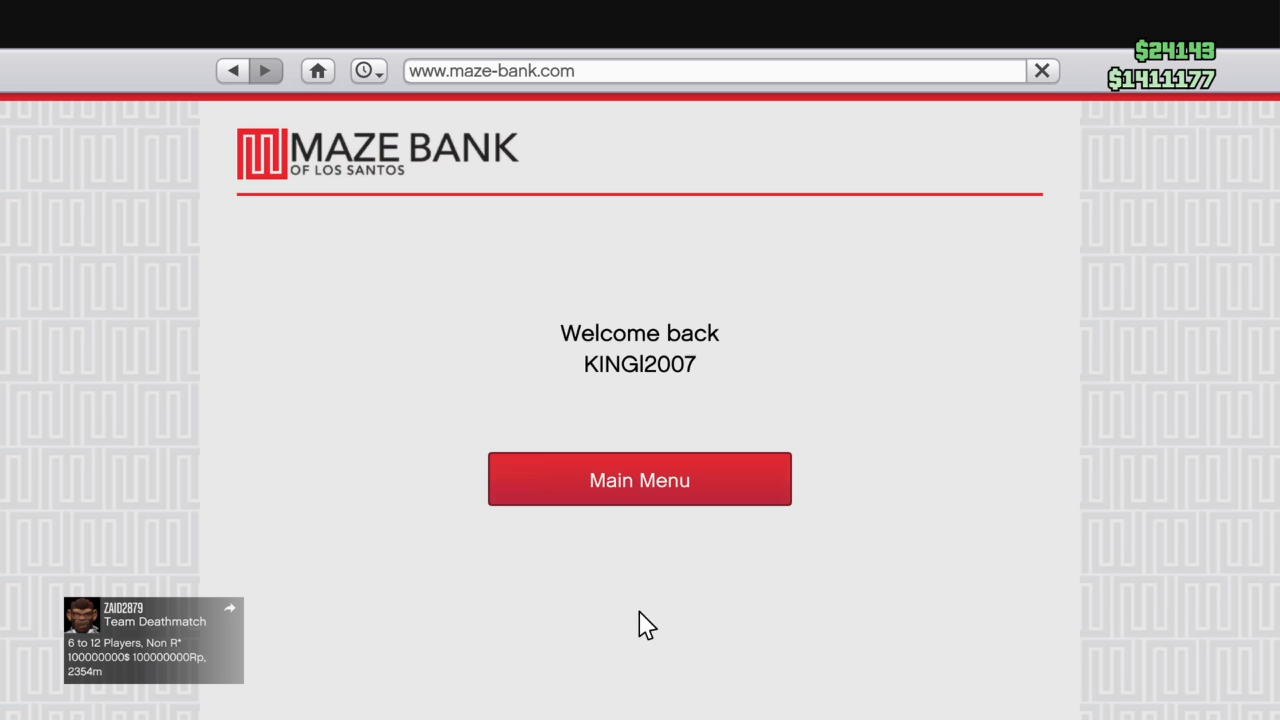 $24143
www.maze-bank.com
$1411177
MAZE BANK
OF LOS SANTOS
Welcome back
KINGl2007
Main Menu
ZAID2879
Team Deathmatch
6 to 12 Players, Non R*
100000000$ 100000000Rp,
2354m